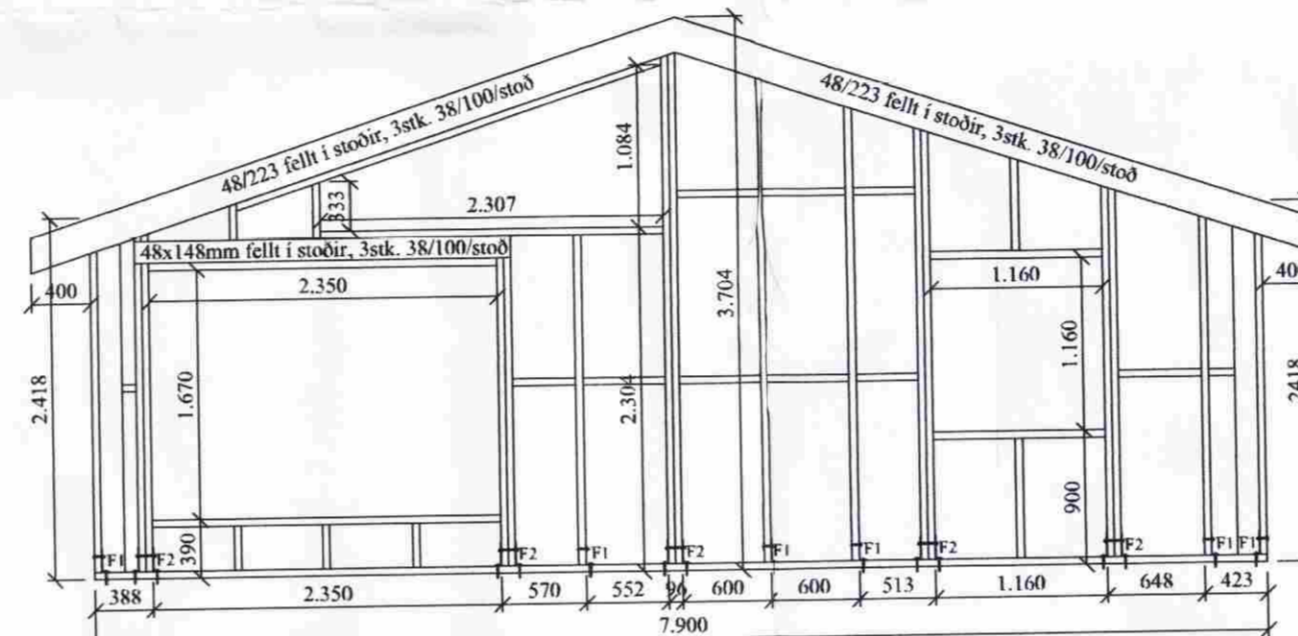 48/223 fellt í stoðir, 3stk. 38/100/stoð
48/223 fellt í stoðir, 3stk. 38/100/stoð
1.084
333
2.307
48x148mm fellt í stoðir, 3stk. 38/100/stoð
400
2.350
3.704
1.160
400
2.418
1.670
2.304
1.160
2418
390
900
F1
F2
F2
F1
F2
F1
F1
F2
F2
F1
F1
388
2.350
570
552
96
600
600
513
1.160
648
423
7.900